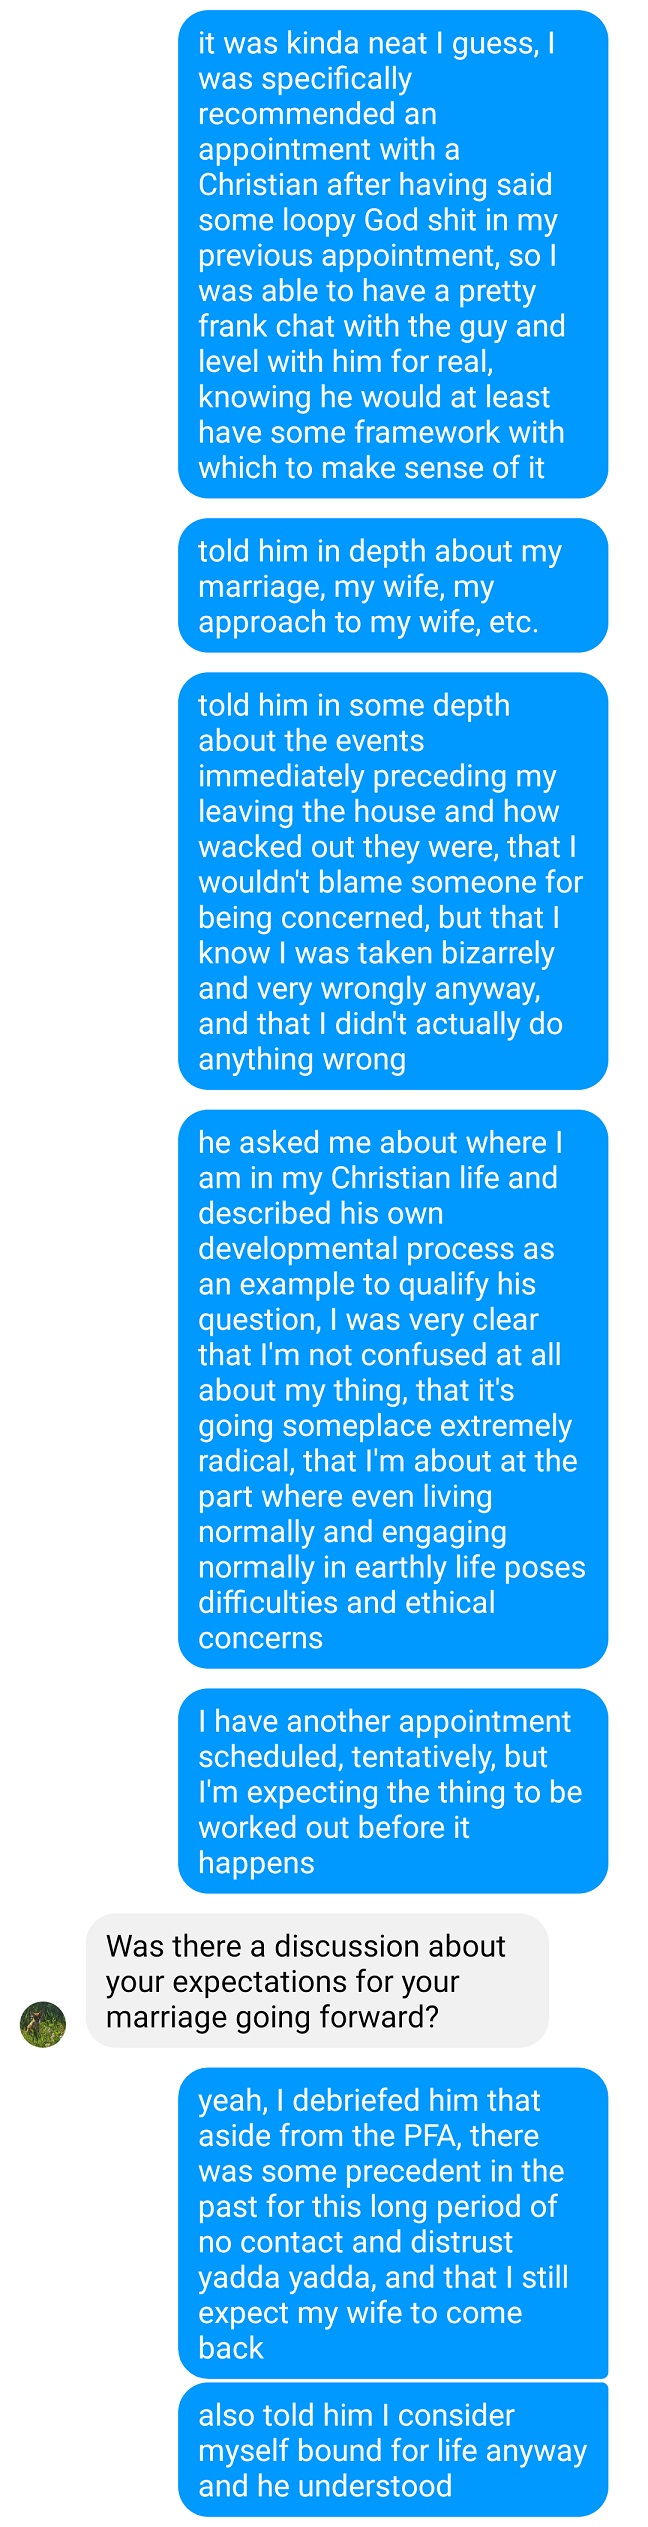 it was kinda neat I guess, I
was specifically
recommended an
appointment with a
Christian after having said
some loopy God shit in my
previous appointment, so I
was able to have a pretty
frank chat with the guy and
level with him for real,
knowing he would at least
have some framework with
which to make sense of it
told him in depth about my
marriage, my wife, my
approach to my wife, etc.
told him in some depth
about the events
immediately preceding my
leaving the house and how
wacked out they were, that I
wouldn't blame someone for
being concerned, but that I
know I was taken bizarrely
and very wrongly anyway,
and that I didn't actually do
anything wrong
he asked me about where I
am in my Christian life and
described his own
developmental process as
an example to qualify his
question, I was very clear
that I'm not confused at all
about my thing, that it's
going someplace extremely
radical, that I'm about at the
part where even living
normally and engaging
normally in earthly life poses
difficulties and ethical
concerns
I have another appointment
scheduled, tentatively, but
I'm expecting the thing to be
worked out before it
happens
Was there a discussion about
your expectations for your
marriage going forward?
yeah, I debriefed him that
aside from the PFA, there
was some precedent in the
past for this long period of
no contact and distrust
yadda yadda, and that I still
expect my wife to come
back
also told him I consider
myself bound for life anyway
and he understood